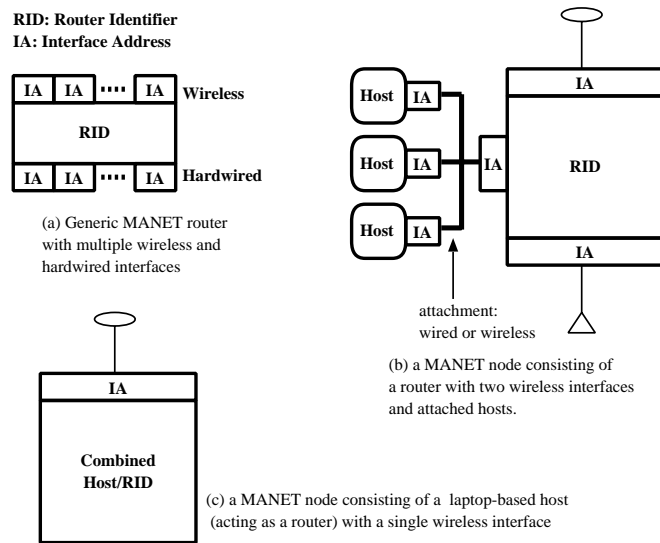 RID: Router Identifier
IA: Interface Address
IA IA IA Wireless
RID
IA IA IA Hardwired
(a) Generic MANET router
with multiple wireless and
hardwired interfaces
IA
Host IA
Host IA IA RID
Host IA
IA
attachment:
wired or wireless
(b) a MANET node consisting of
a router with two wireless interfaces
and attached hosts.
IA
Combined
Host/RID
(c) a MANET node consisting of a laptop-based host
(acting as a router) with a single wireless interface